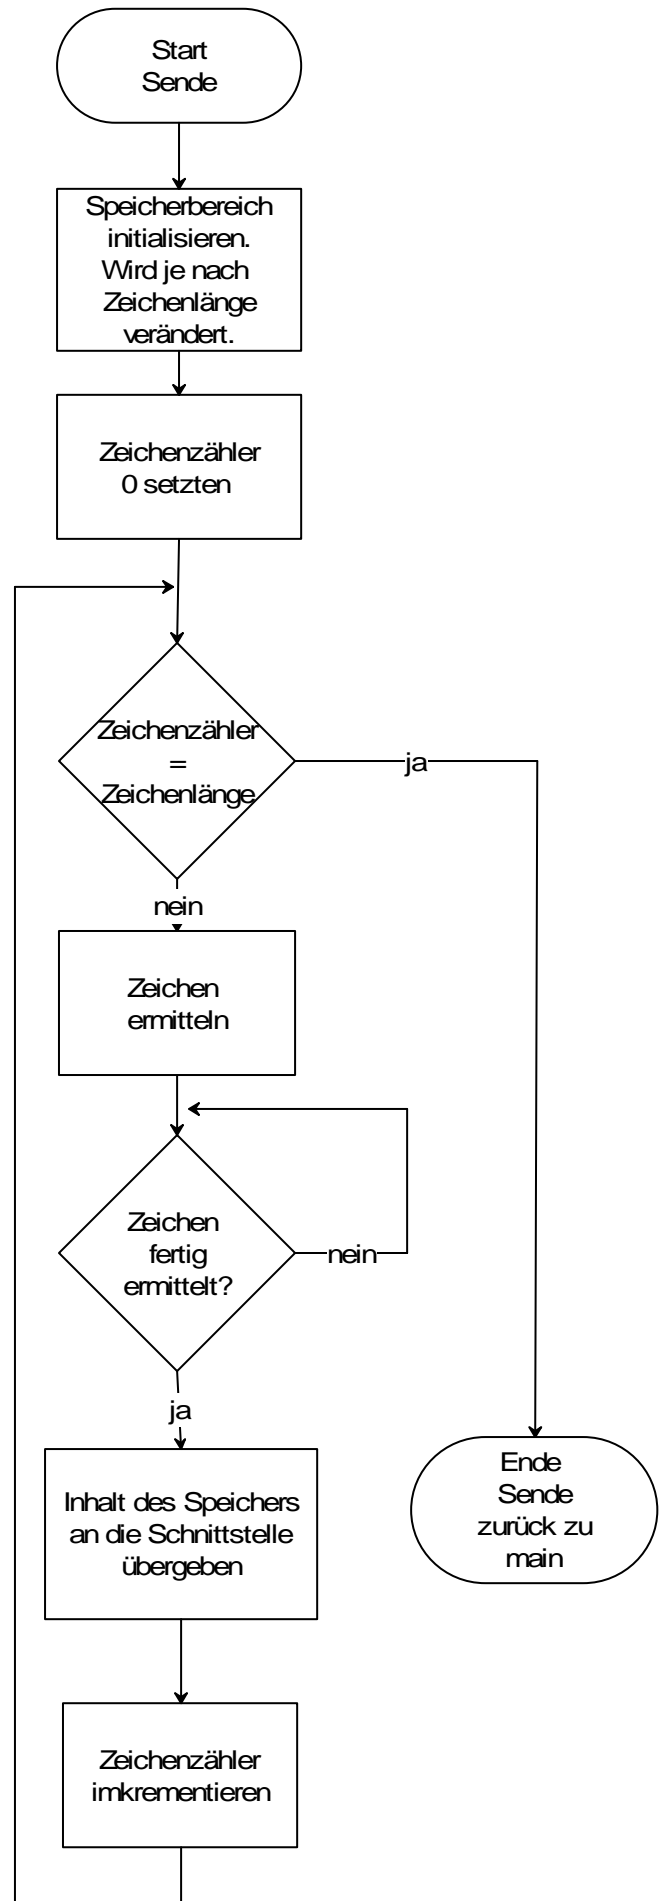 Start
Sende
Speicherbereich
initialisieren.
Wird je nach
Zeichenlänge
verändert.
Zeichenzähler
0 setzten
Zeichenzähler
=
Zeichenlänge
ja
nein
Zeichen
ermitteln
Zeichen
fertig
ermittelt?
nein
ja
Inhalt des Speichers
an die Schnittstelle
übergeben
Ende
Sende
zurück zu
main
Zeichenzähler
imkrementieren